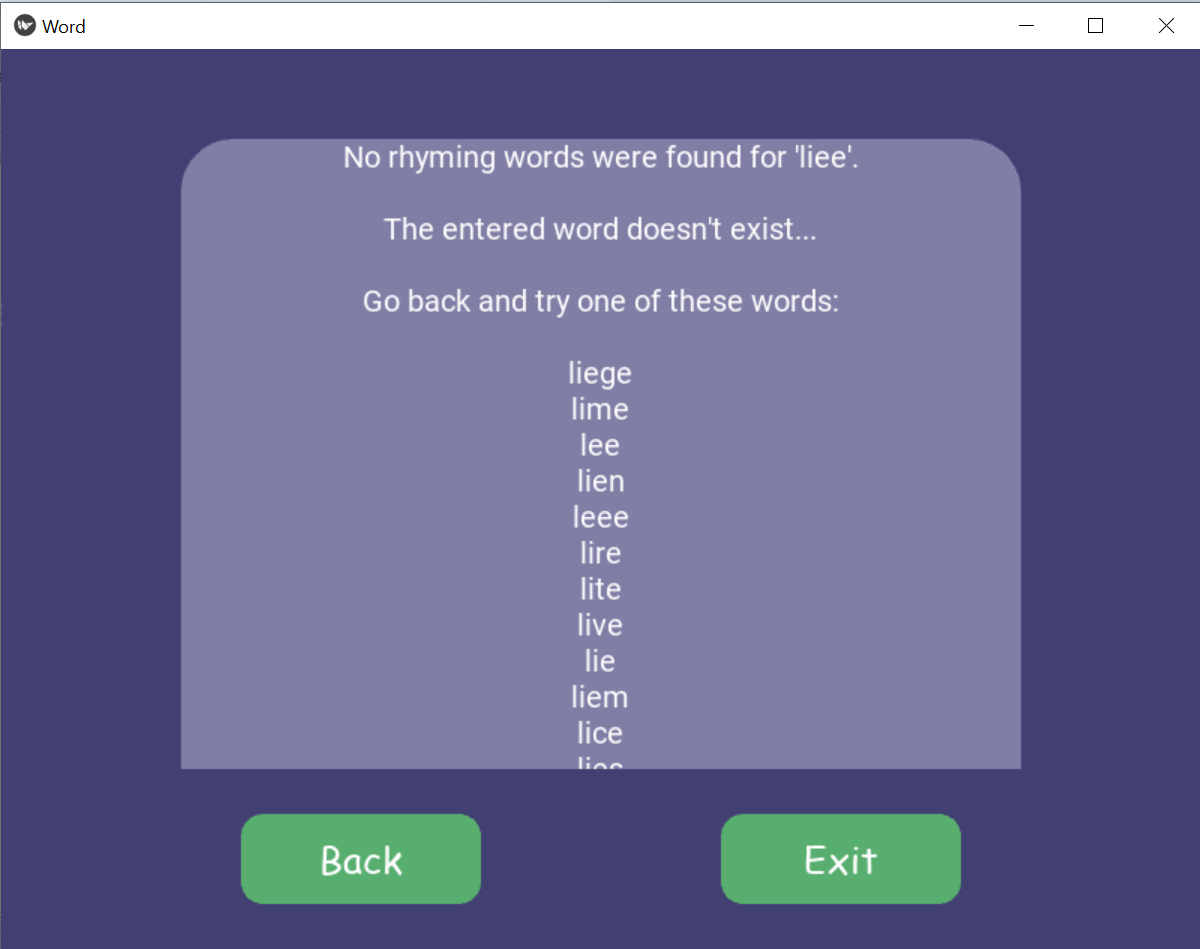 Word
No rhyming words were found for 'liee'.
The entered word doesn't exist...
Go back and try one of these words:
liege
lime
lee
lien
leee
lire
lite
live
lie
liem
lice
Back Exit